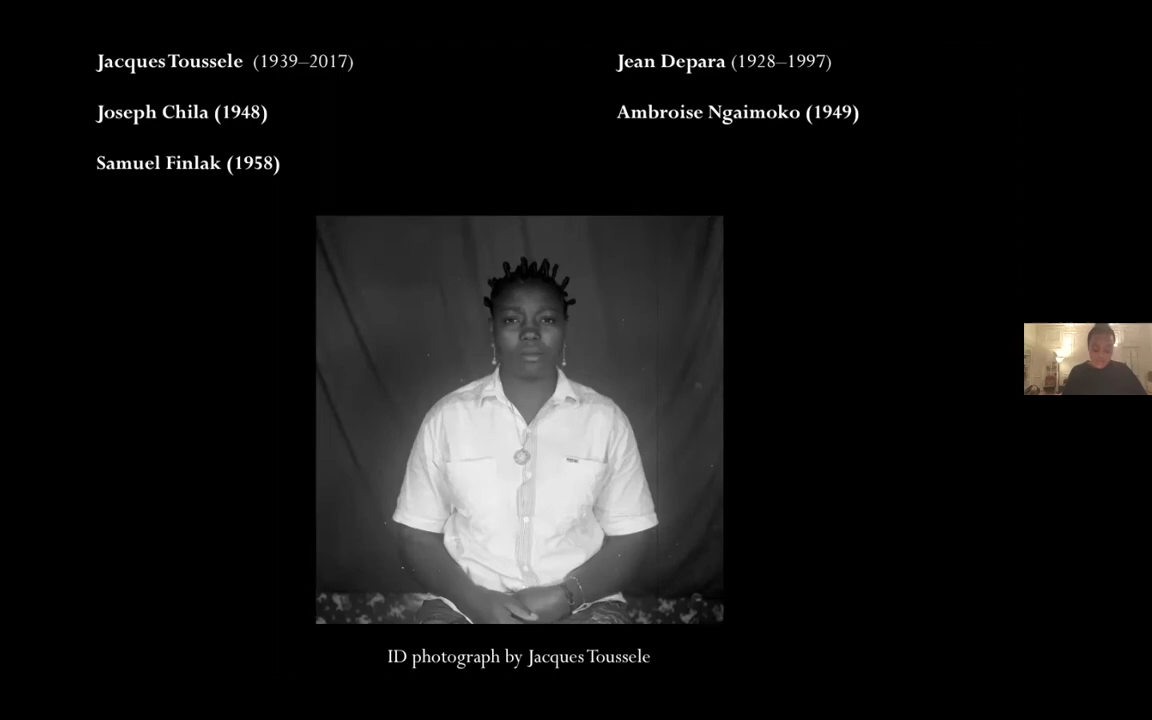 Jacques Toussele (1939–2017)
Joseph Chila (1948)
Samuel Finlak (1958)
Jean Depara (1928–1997)
Ambroise Ngaimoko (1949)
ID photograph by Jacques Toussele